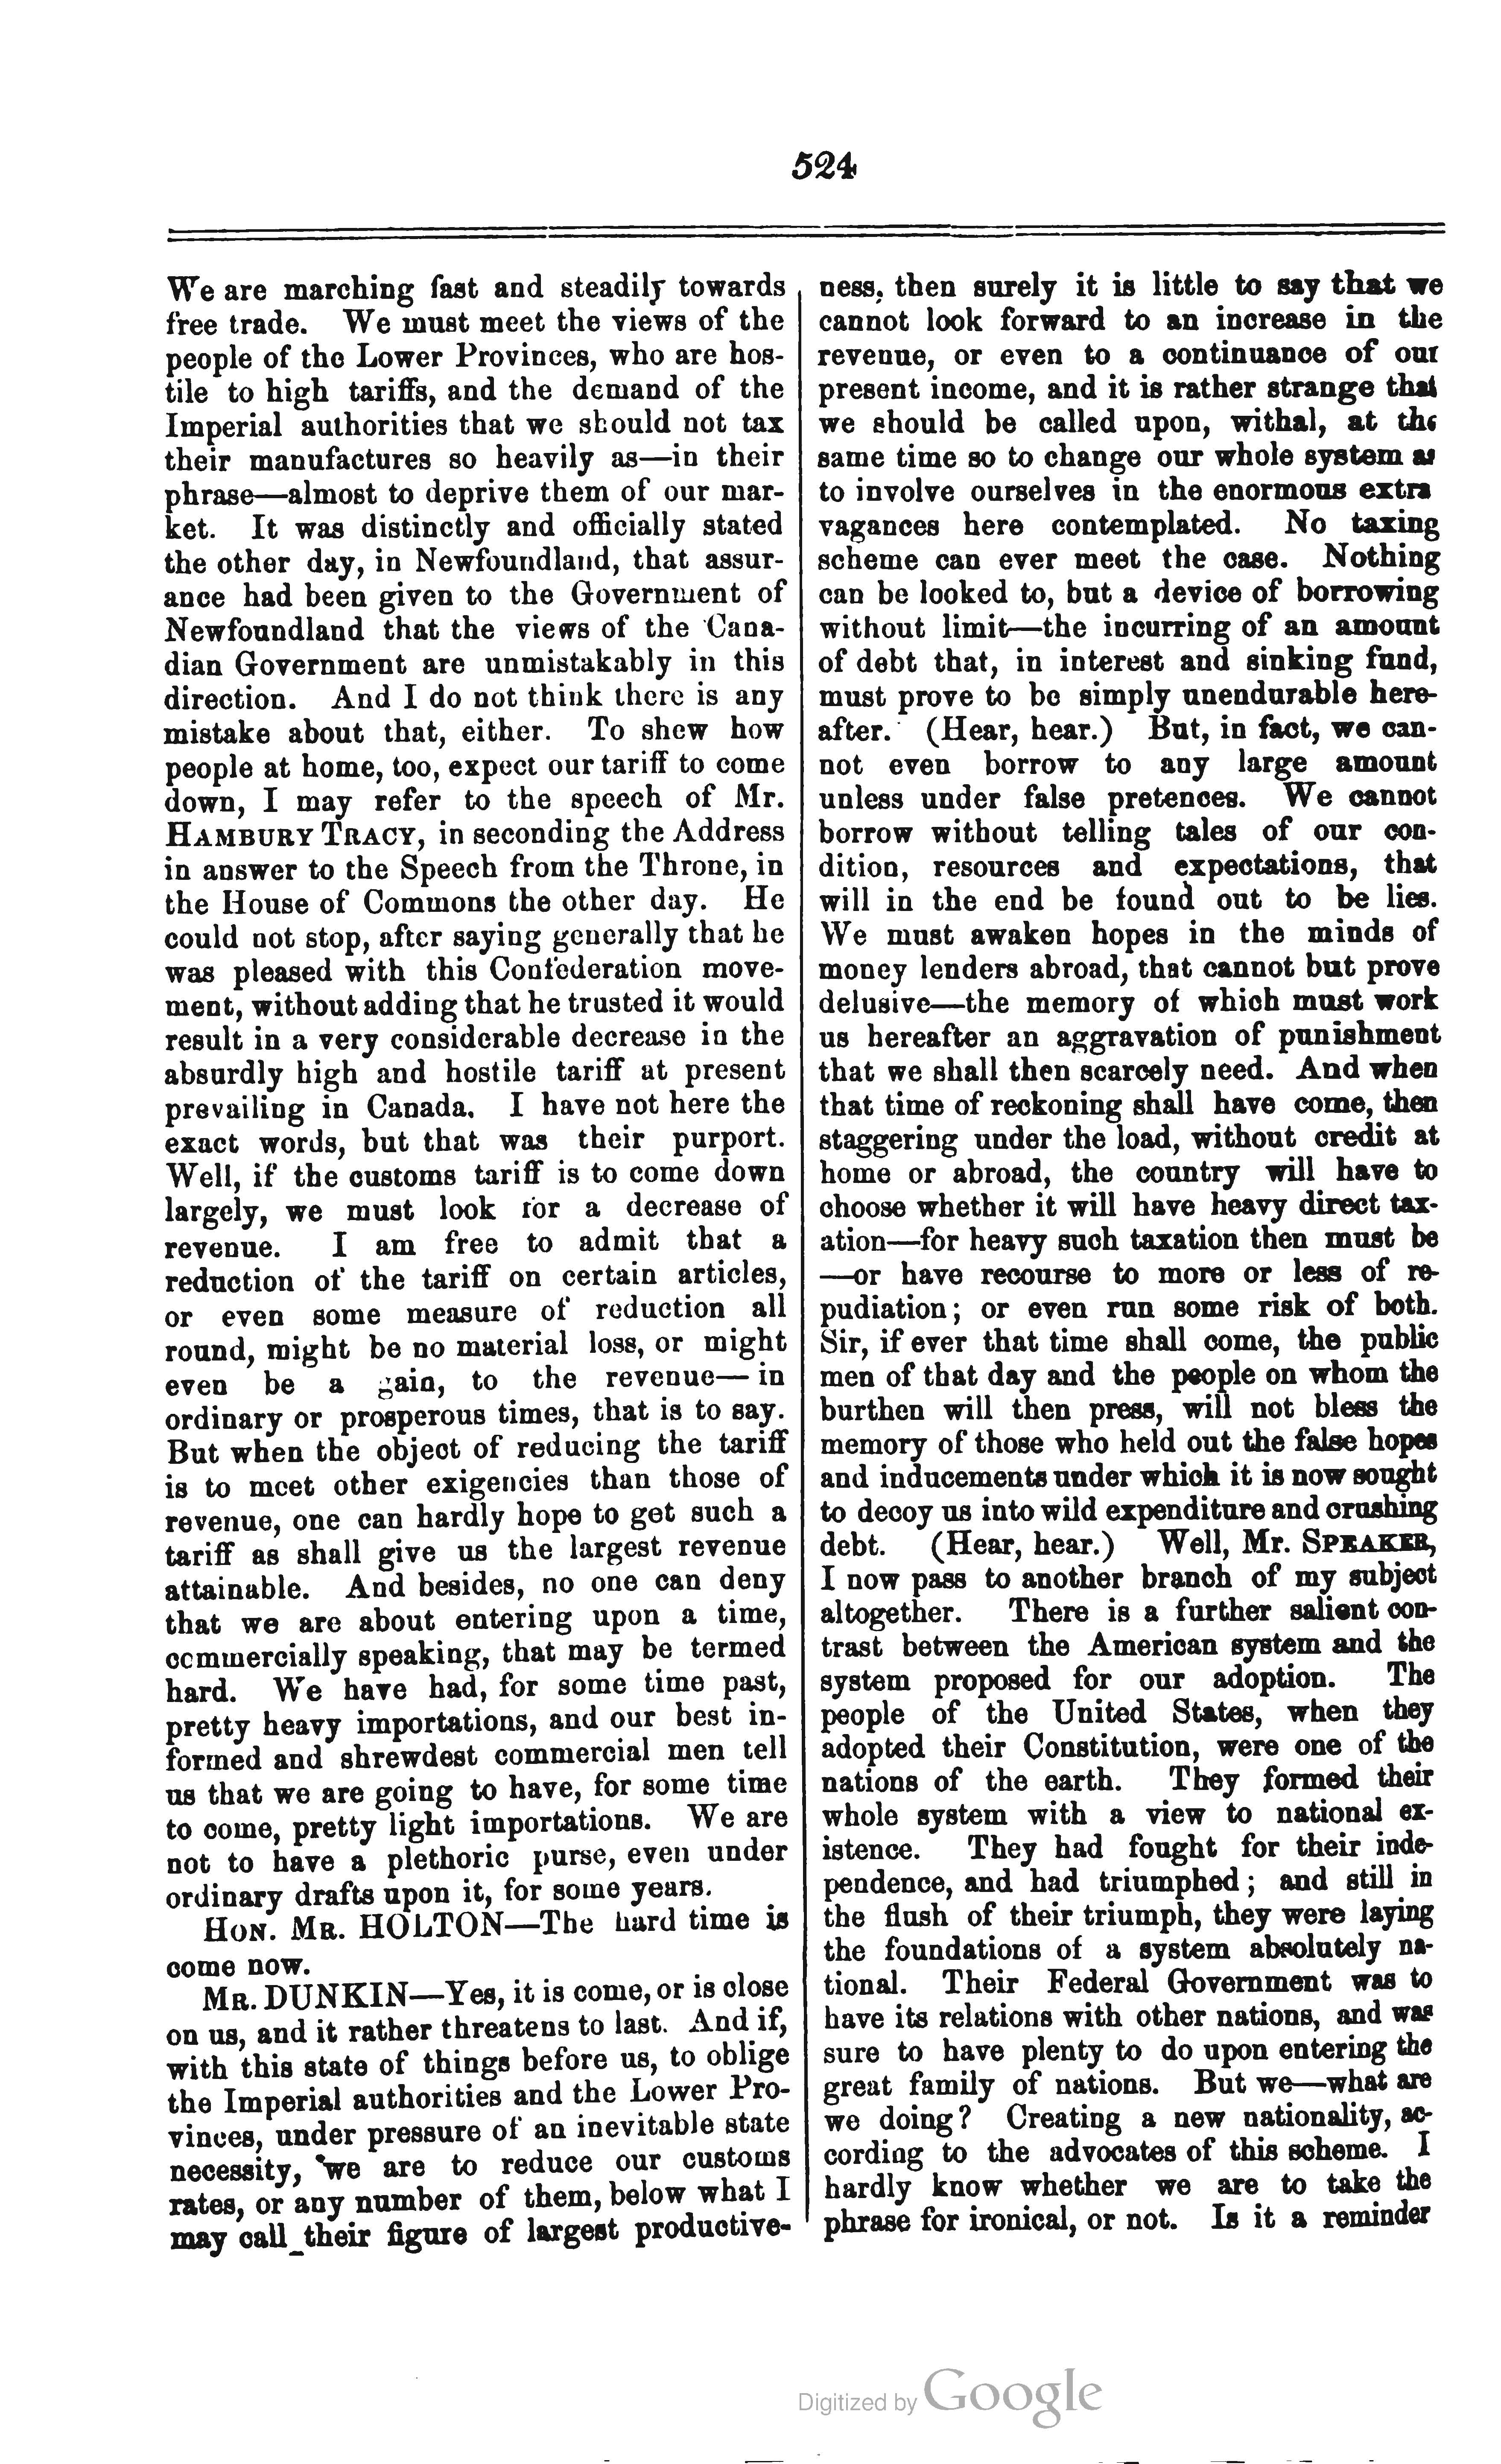 524
We are marching fast and steadily towards
free trade. We must meet the views of the
people of the Lower Provinces, who are hos-
tile to high tariffs, and the demand of the
Imperial authorities that we should not tax
their manufactures so heavily as—in their
phrase—almost to deprive them of our mar-
ket. It was distinctly and officially stated
the other day, in Newfoundland, that assur-
ance had been given to the Government of
Newfoundland that the views of the Cana-
dian Government are unmistakably in this
direction. And I do not think there is any
mistake about that, either. To shew how
people at home, too, expect our tariff to come
down, I may refer to the speech of Mr.
HAMBURY TRACY, in seconding the Address
in answer to the Speech from the Throne, in
the House of Commons the other day. He
could not stop, after saying generally that he
was pleased with this Confederation move-
ment, without adding that he trusted it would
result in a very considerable decrease in the
absurdly high and hostile tariff at present
prevailing in Canada. I have not here the
exact words, but that was their purport.
Well, if the customs tariff is to come down
largely, we must look for a decrease of
revenue. I am free to admit that a
reduction of the tariff on certain articles,
or even some measure of reduction all
round, might be no material loss, or might
even be a gain, to the revenue—in
ordinary or prosperous times, that is to say.
But when the object of reducing the tariff
is to meet other exigencies than those of
revenue, one can hardly hope to get such a
tariff as shall give us the largest revenue
attainable. And besides, no one can deny
that we are about entering upon a time,
commercially speaking, that may be termed
hard. We have had, for some time past,
pretty heavy importations, and our best in-
formed and shrewdest commercial men tell
us that we are going to have, for some time
to come, pretty light importations. We are
not to have a plethoric purse, even under
ordinary drafts upon it, for some years.
HON. MR. HOLTON—The hard time is
come now.
MR. DUNKIN—Yes, it is come, or is close
on us, and it rather threatens to last. And if,
with this state of things before us, to oblige
the Imperial authorities and the Lower Pro-
vinces, under pressure of an inevitable state
necessity, we are to reduce our customs
rates, or any number of them, below what I
may call their figure of largest productive-
ness, then surely it is little to say that we
cannot look forward to an increase in the
revenue, or even to a continuance of our
present income, and it is rather strange that
we should be called upon, withal, at the
same time so to change our whole system as
to involve ourselves in the enormous extra
vagances here contemplated. No taxing
scheme can ever meet the case. Nothing
can be looked to, but a device of borrowing
without limit—the incurring of an amount
of debt that, in interest and sinking fund,
must prove to be simply unendurable here-
after. (Hear, hear.) But, in fact, we can-
not even borrow to any large amount
unless under false pretences. We cannot
borrow without telling tales of our con-
dition, resources and expectations, that
will in the end be found out to be lies.
We must awaken hopes in the minds of
money lenders abroad, that cannot but prove
delusive—the memory of which must work
us hereafter an aggravation of punishment
that we shall then scarcely need. And when
that time of reckoning shall have come, then
staggering under the load, without credit at
home or abroad, the country will have to
choose whether it will have heavy direct tax-
ation—for heavy such taxation then must be
—or have recourse to more or less of re-
pudiation; or even run some risk of both.
Sir, if ever that time shall come, the public
men of that day and the people on whom the
burthen will then press, will not bless the
memory of those who held out the false hopes
and inducements under which it is now sought
to decoy us into wild expenditure and crushing
debt. (Hear, hear.) Well, Mr. SPEAKER,
I now pass to another branch of my subject
altogether. There is a further salient con-
trast between the American system and the
system proposed for our adoption. The
people of the United States, when they
adopted their Constitution, were one of the
nations of the earth. They formed their
whole system with a view to national ex-
istence. They had fought for their inde-
pendence, and had triumphed; and still in
the flush of their triumph, they were laying
the foundations of a system absolutely na-
tional. Their Federal Government was to
have its relations with other nations, and was
sure to have plenty to do upon entering the
great family of nations. But we—what are
we doing? Creating a new nationality, ac-
cording to the advocates of this scheme. I
hardly know whether we are to take the
phrase for ironical, or not. Is it a reminder
Digitized by Google